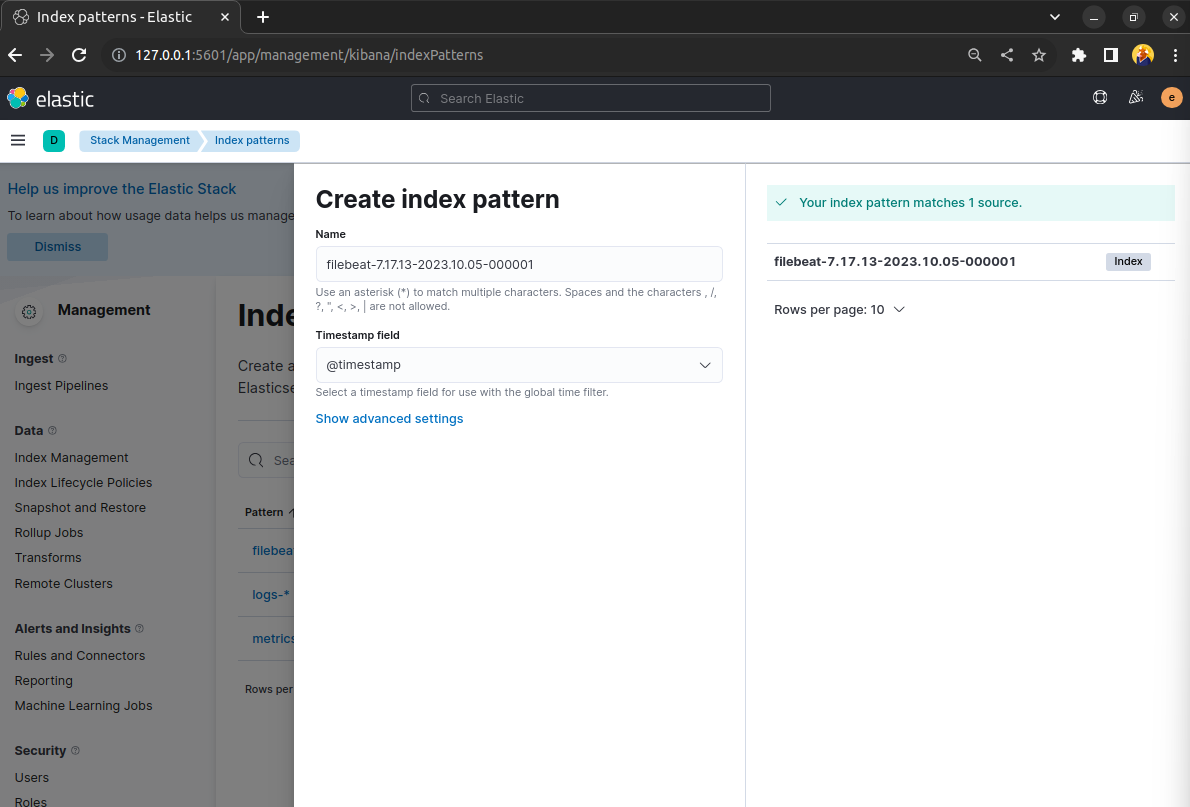 Index patterns - Elastic
127.0.0.1:5601/app/management/kibana/indexPatterns
elastic
Search Elastic
e
D
Stack Management
Index patterns
Help us improve the Elastic Stack
To learn about how usage data helps us manage
Dismiss
Management
Ingest
Ingest Pipelines
Data
Index Management
Index Lifecycle Policies
Snapshot and Restore
Rollup Jobs
Transforms
Remote Clusters
Alerts and Insights
Rules and Connectors
Reporting
Machine Learning Jobs
Security
Users
Roles
Inde
Create a
Elasticse
Sea
Pattern
filebea
logs-*
metrics
Rows per
Create index pattern
Name
filebeat-7.17.13-2023.10.05-000001
Use an asterisk (*) to match multiple characters. Spaces and the characters , /,
?, ", <, >, | are not allowed.
Timestamp field
@timestamp
Select a timestamp field for use with the global time filter.
Show advanced settings
Your index pattern matches 1 source.
filebeat-7.17.13-2023.10.05-000001
Index
Rows per page: 10